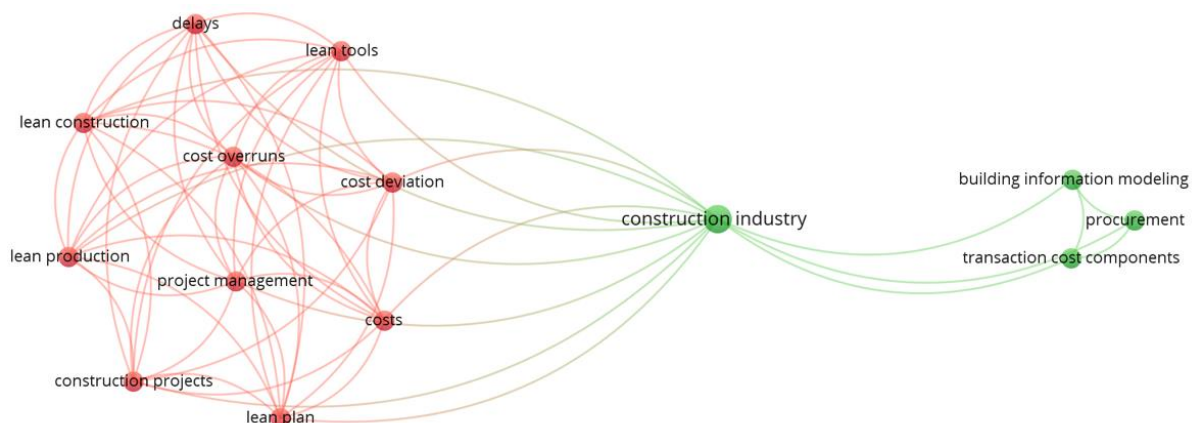 delays
lean tools
lean construction
cost overruns
cost deviation
building information modeling
construction industry
procurement
lean production
transaction cost components
project management
costs
construction projects
lean plan